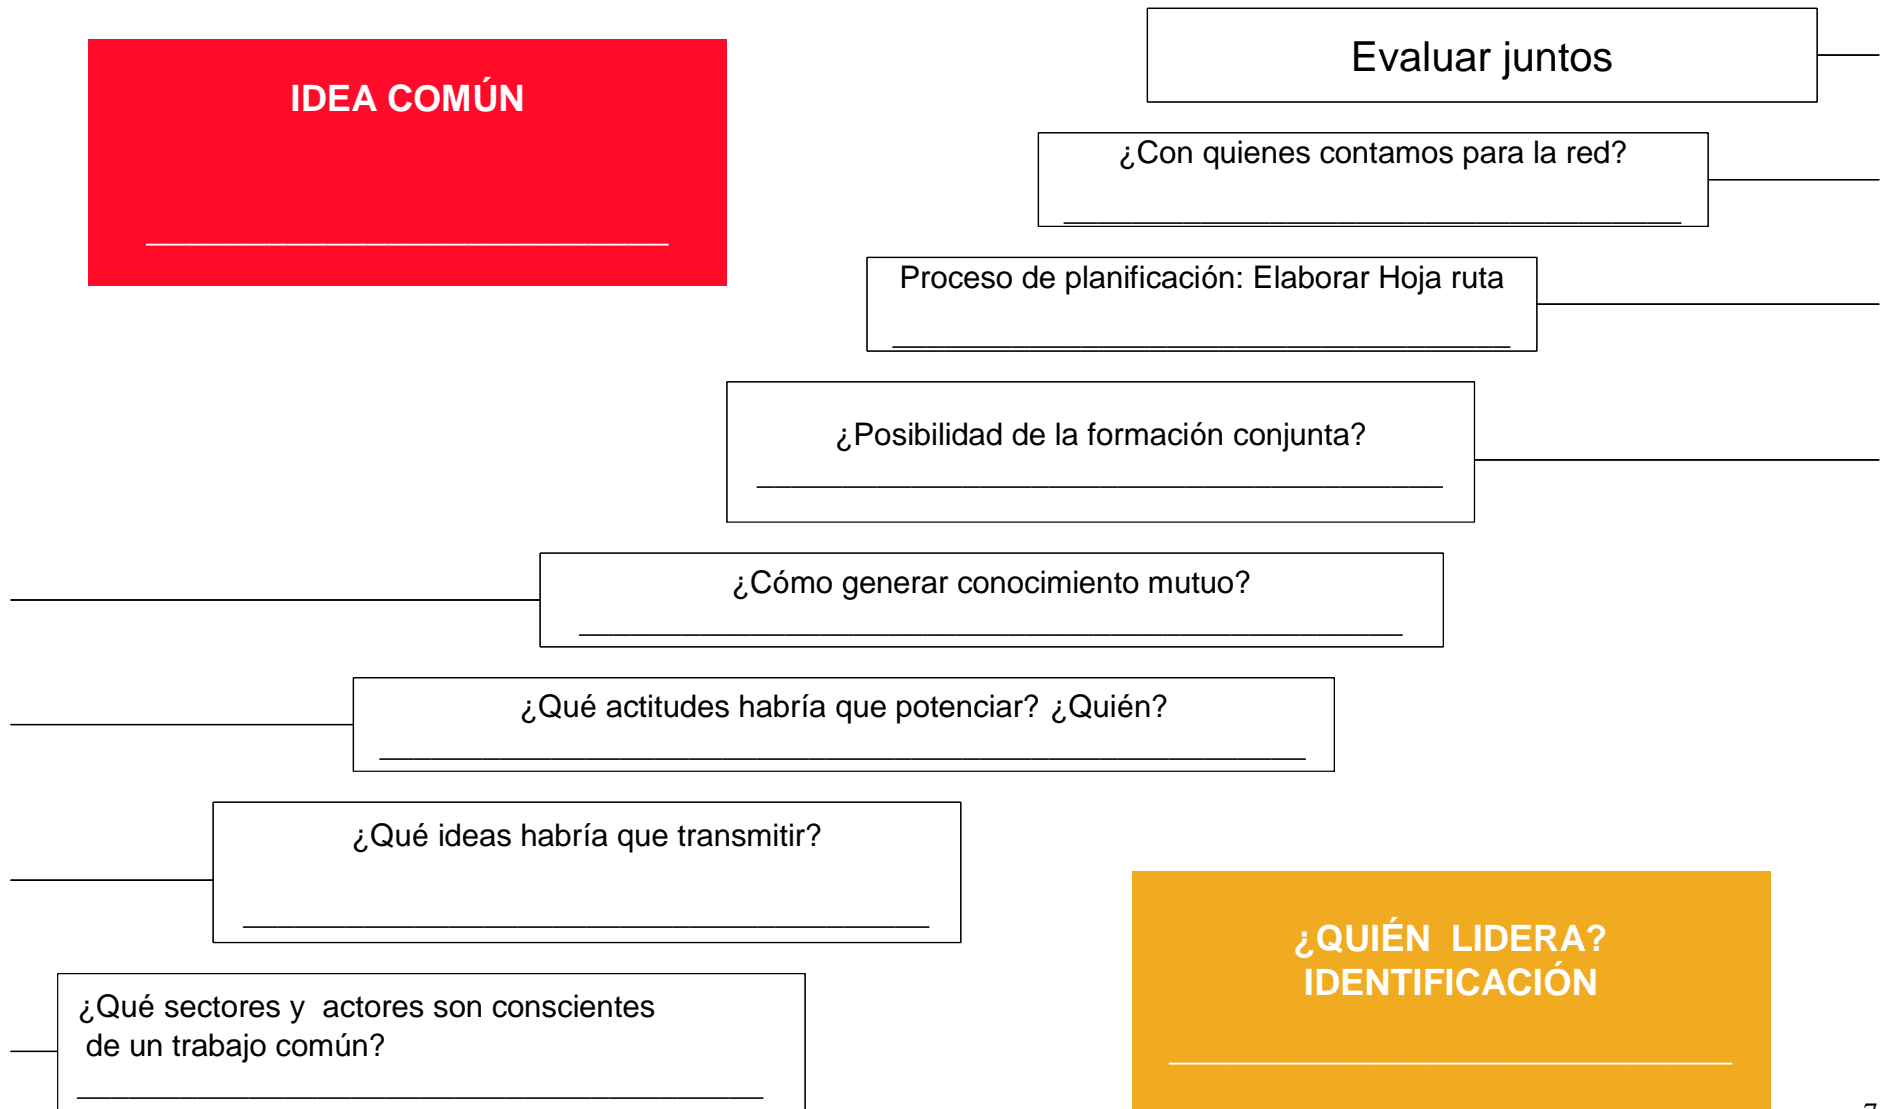 IDEA COMÚN
Evaluar juntos
¿Con quienes contamos para la red?
Proceso de planificación: Elaborar Hoja ruta
¿Posibilidad de la formación conjunta?
¿Cómo generar conocimiento mutuo?
¿Qué actitudes habría que potenciar? ¿Quién?
¿Qué ideas habría que transmitir?
¿QUIÉN LIDERA?
IDENTIFICACIÓN
¿Qué sectores y actores son conscientes
de un trabajo común?